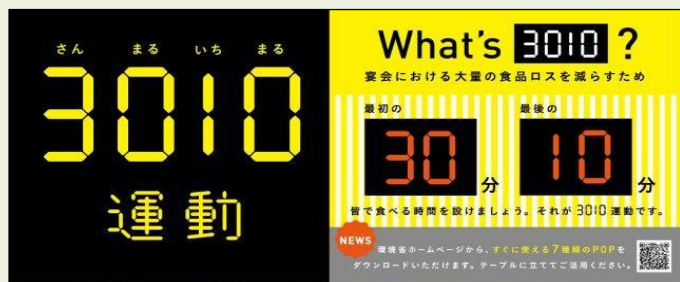 さん まる いち まる
3010
運動
What's 3010 ?
宴会における大量の食品ロスを減らすため
最初の 最後の
30分 10分
皆で食べる時間を設けましょう。それが3010運動です。
NEWS
環境省ホームページから、すぐに使える7種類のPOPを
ダウンロードいただけます。テーブルに立ててご活用ください。